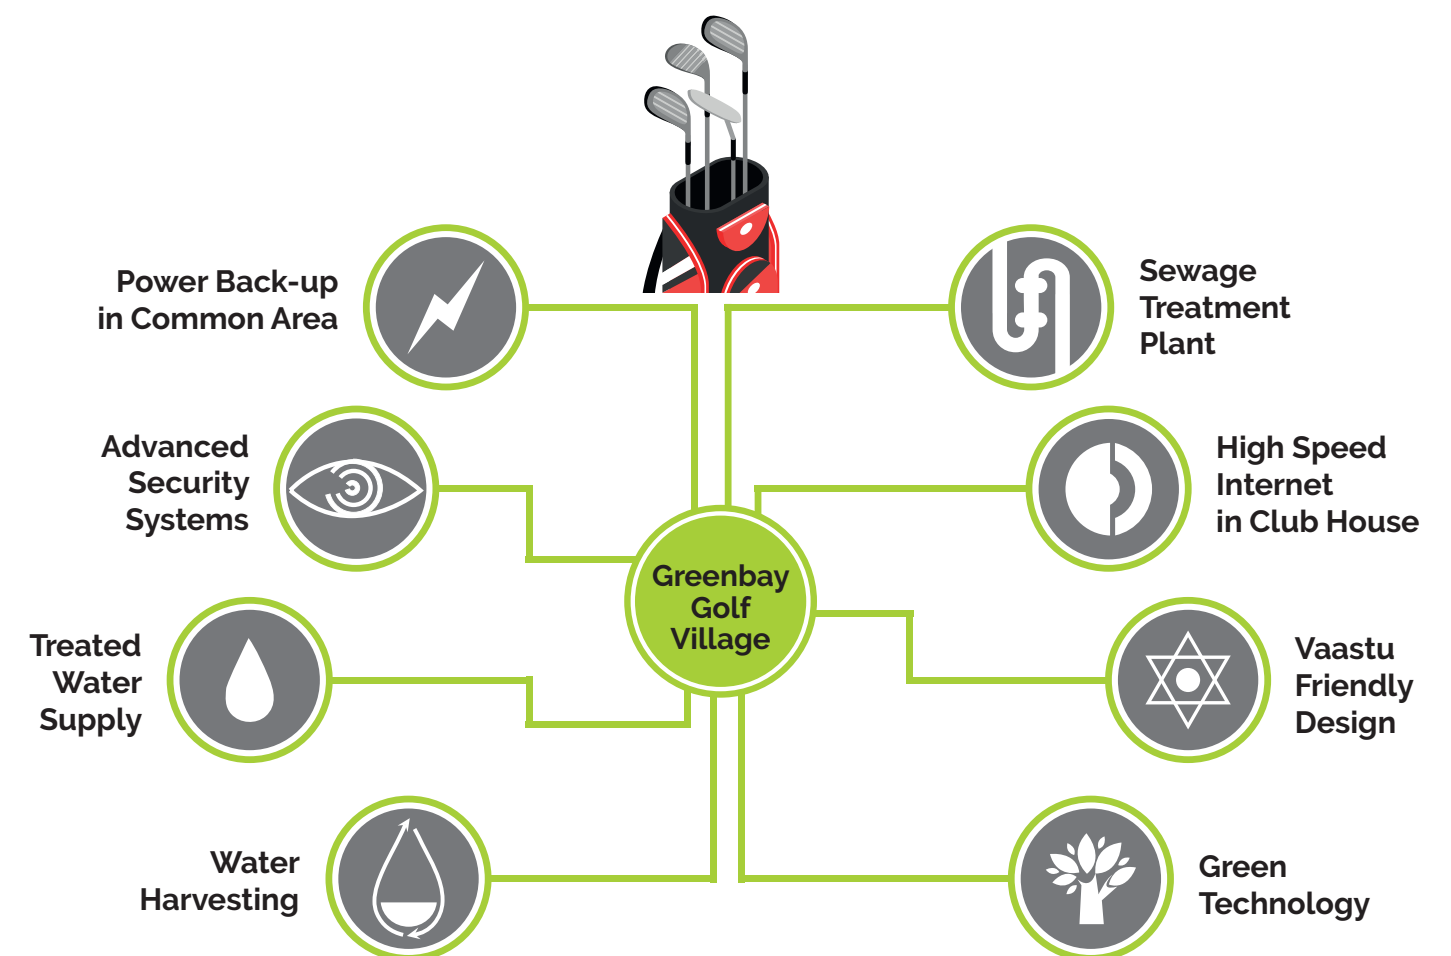 Power Back-up
in Common Area
Sewage
Treatment
Plant
Advanced
Security
Systems
High Speed
Internet
in Club House
Greenbay
Golf
Village
Treated
Water
Supply
Vaastu
Friendly
Design
Water
Harvesting
Green
Technology